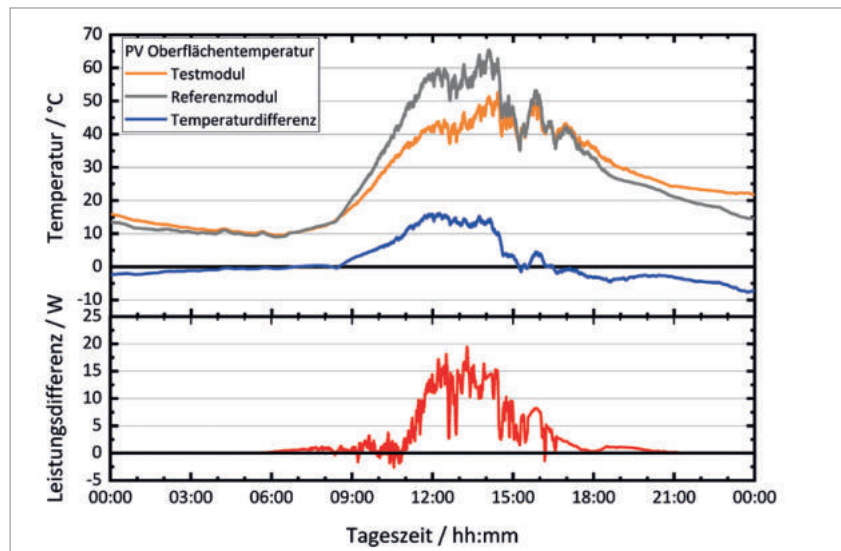 70
60
50
40
30
20
10
0
-10
Temperatur / °C
PV Oberflächentemperatur
Testmodul
Referenzmodul
Temperaturdifferenz
25
20
15
10
5
0
-5
Leistungsdifferenz / W
00:00 03:00 06:00 09:00 12:00 15:00 18:00 21:00 00:00
Tageszeit / hh:mm